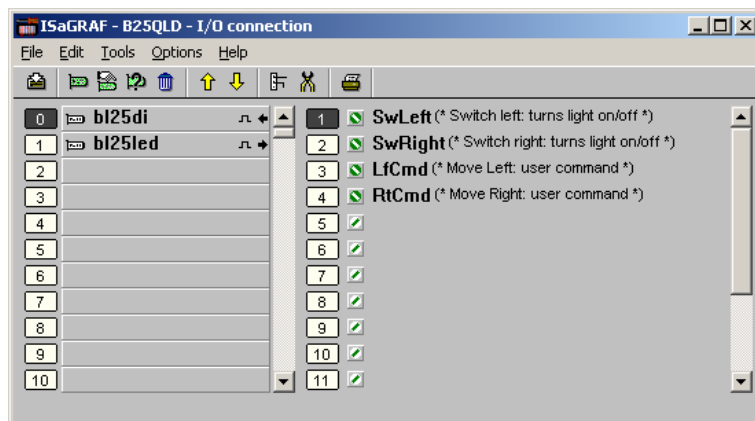 ISaGRAF - B25QLD - I/O connection
File Edit Tools Options Help
0 bl25di
1 bl25led
2
3
4
5
6
7
8
9
10
1 SwLeft (* Switch left: turns light on/off *)
2 SwRight (* Switch right: turns light on/off *)
3 LfCmd (* Move Left: user command *)
4 RtCmd (* Move Right: user command *)
5
6
7
8
9
10
11